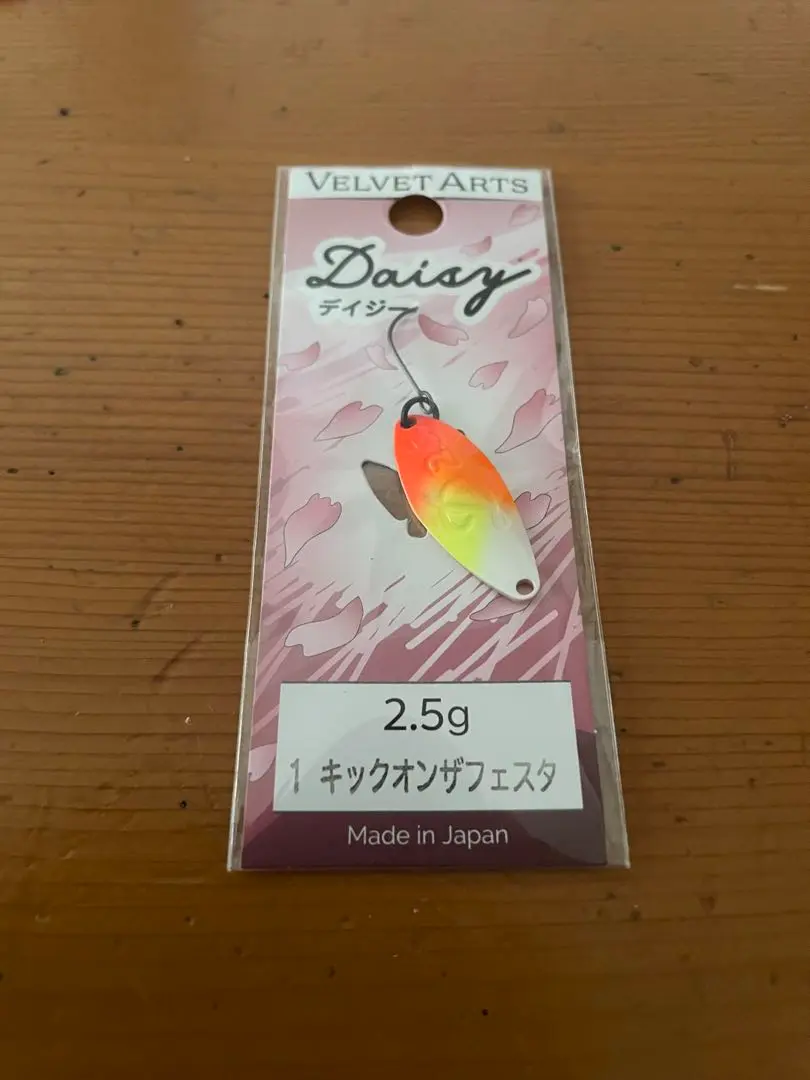 VELVET ARTS
Daisy
デイジー
2.5g
1 キックオンザフェスタ
Made in Japan